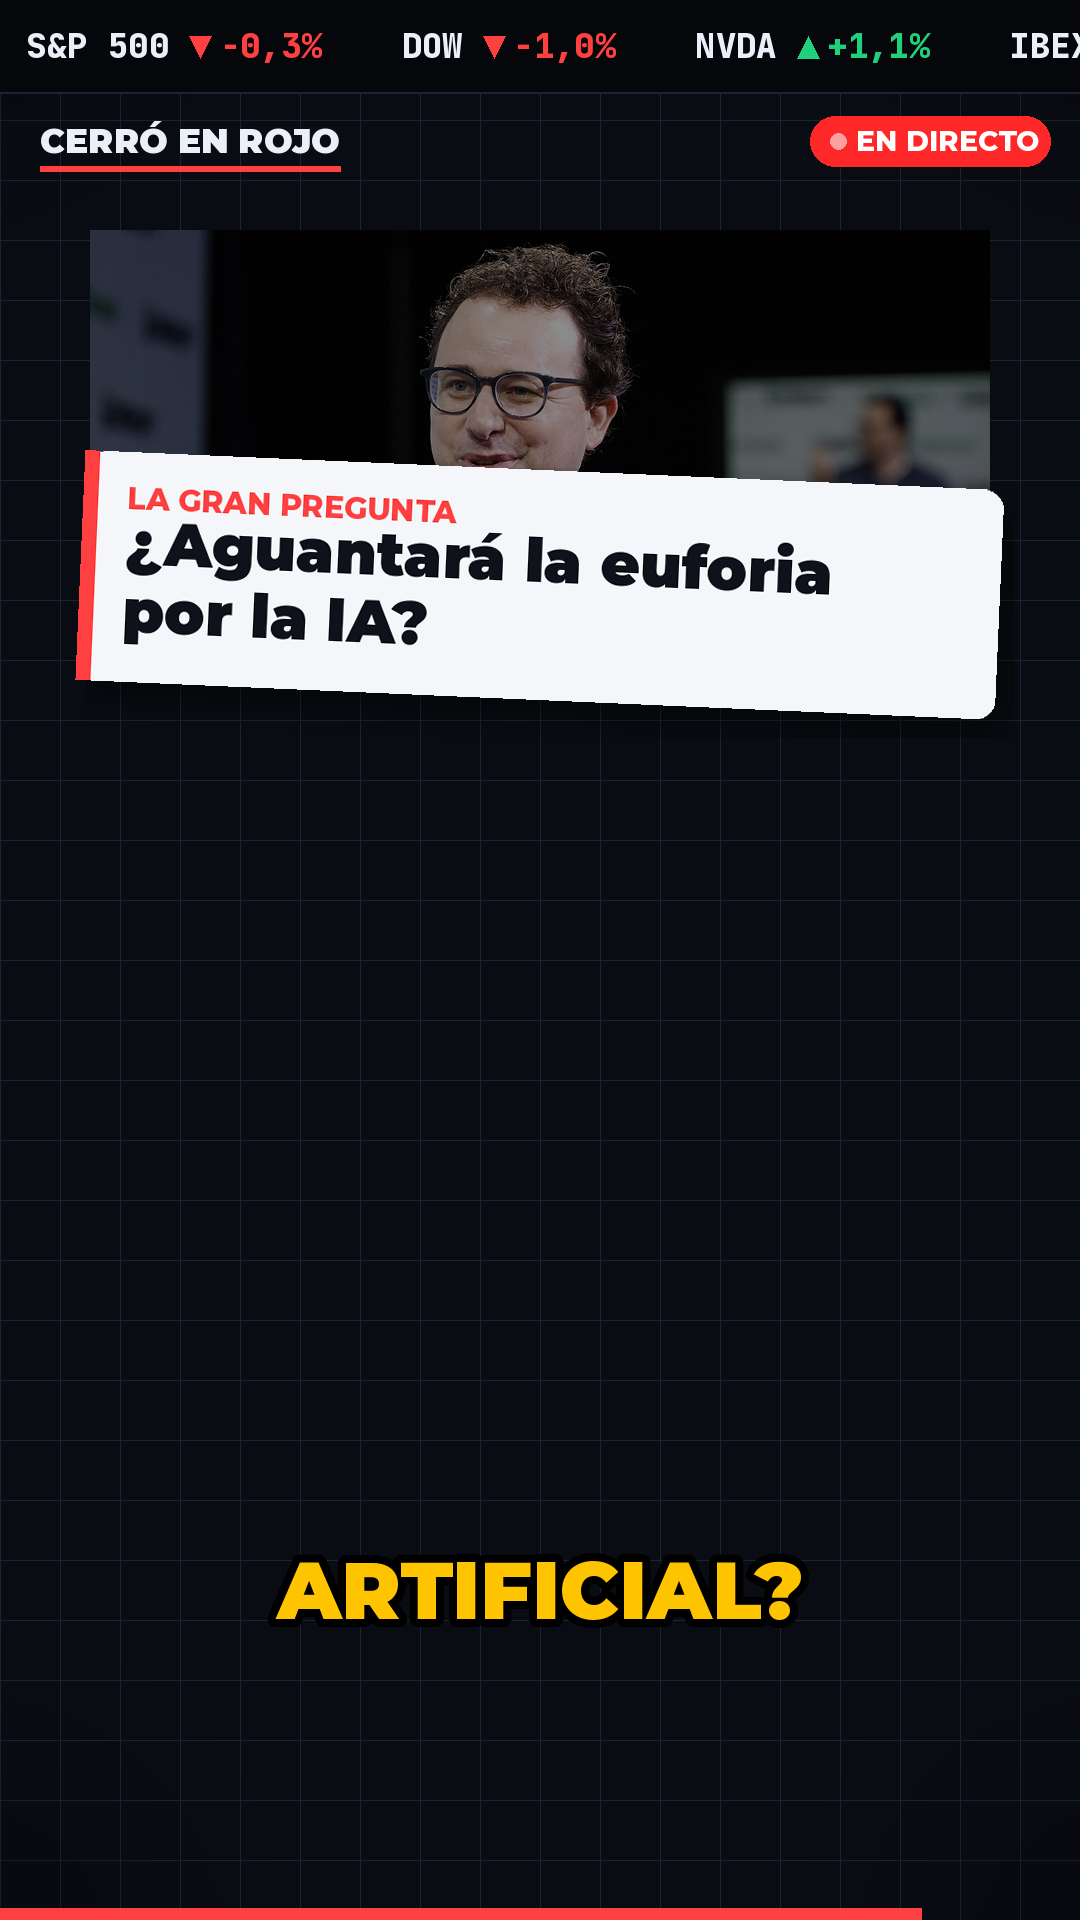 S&P 500 ▼ -0,3% DOW ▼ -1,0% NVDA ▲ +1,1% IBEX
CERRÓ EN ROJO
EN DIRECTO
LA GRAN PREGUNTA
¿Aguantará la euforia
por la IA?
ARTIFICIAL?